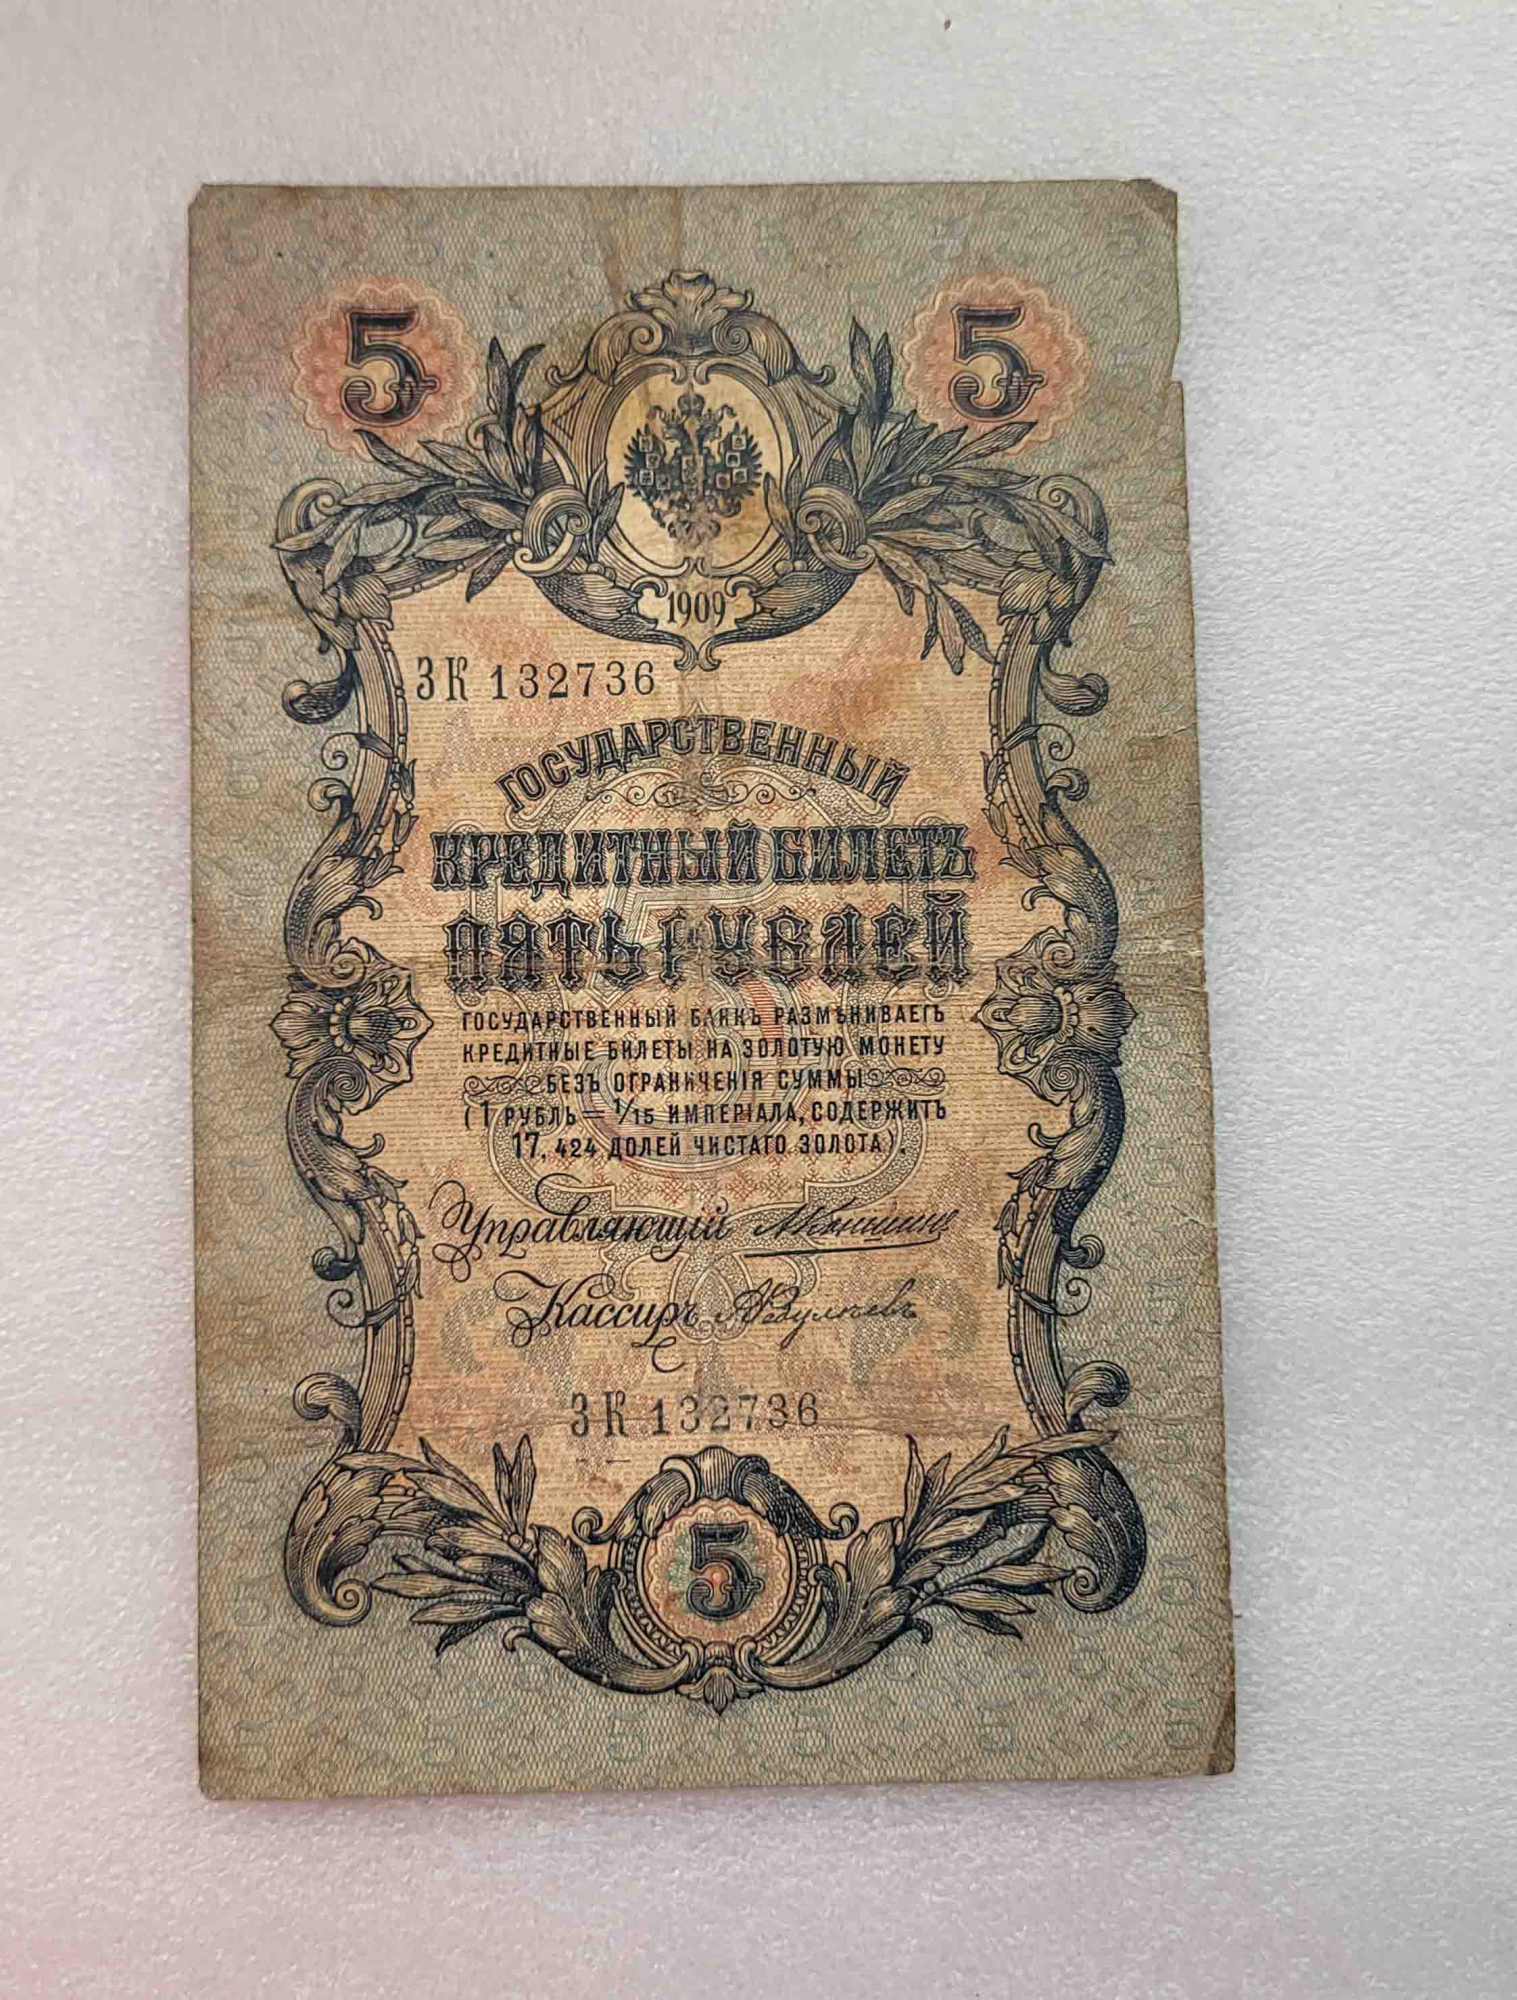 5 5
1909
ЗК 132736
ГОСУДАРСТВЕННЫЙ
КРЕДИТНЫЙ БИЛЕТЪ
ПЯТЬ РУБЛЕЙ
ГОСУДАРСТВЕННЫЙ БАНКЪ РАЗМѢНИВАЕТЪ
КРЕДИТНЫЕ БИЛЕТЫ НА ЗОЛОТУЮ МОНЕТУ
БЕЗЪ ОГРАНИЧЕНІЯ СУММЫ
(1 РУБЛЬ = 1/15 ИМПЕРІАЛА, СОДЕРЖИТЪ
17,424 ДОЛЕЙ ЧИСТАГО ЗОЛОТА).
Управляющій АКоншинъ
Кассиръ
ЗК 132736
5